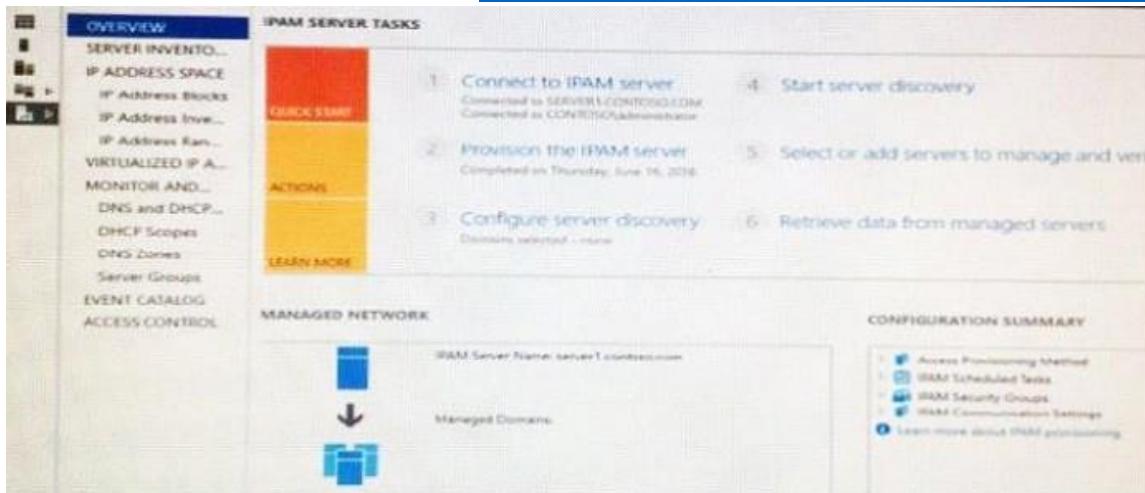 OVERVIEW
SERVER INVENTO...
IP ADDRESS SPACE
IP Address Blocks
IP Address Inve...
IP Address Ran...
VIRTUALIZED IP A...
MONITOR AND...
DNS and DHCP...
DHCP Scopes
DNS Zones
Server Groups
EVENT CATALOG
ACCESS CONTROL
IPAM SERVER TASKS
QUICK START
ACTIONS
LEARN MORE
1 Connect to IPAM server
Connected to SERVER1.CONTOSO.COM
Connected as CONTOSO\Administrator
2 Provision the IPAM server
Completed on Thursday, June 16, 2016
3 Configure server discovery
Domains selected - none
4 Start server discovery
5 Select or add servers to manage and veri
6 Retrieve data from managed servers
MANAGED NETWORK
IPAM Server Name: server1.contoso.com
Managed Domains:
CONFIGURATION SUMMARY
Access Provisioning Method
IPAM Scheduled Tasks
IPAM Security Groups
IPAM Communication Settings
Learn more about IPAM provisioning